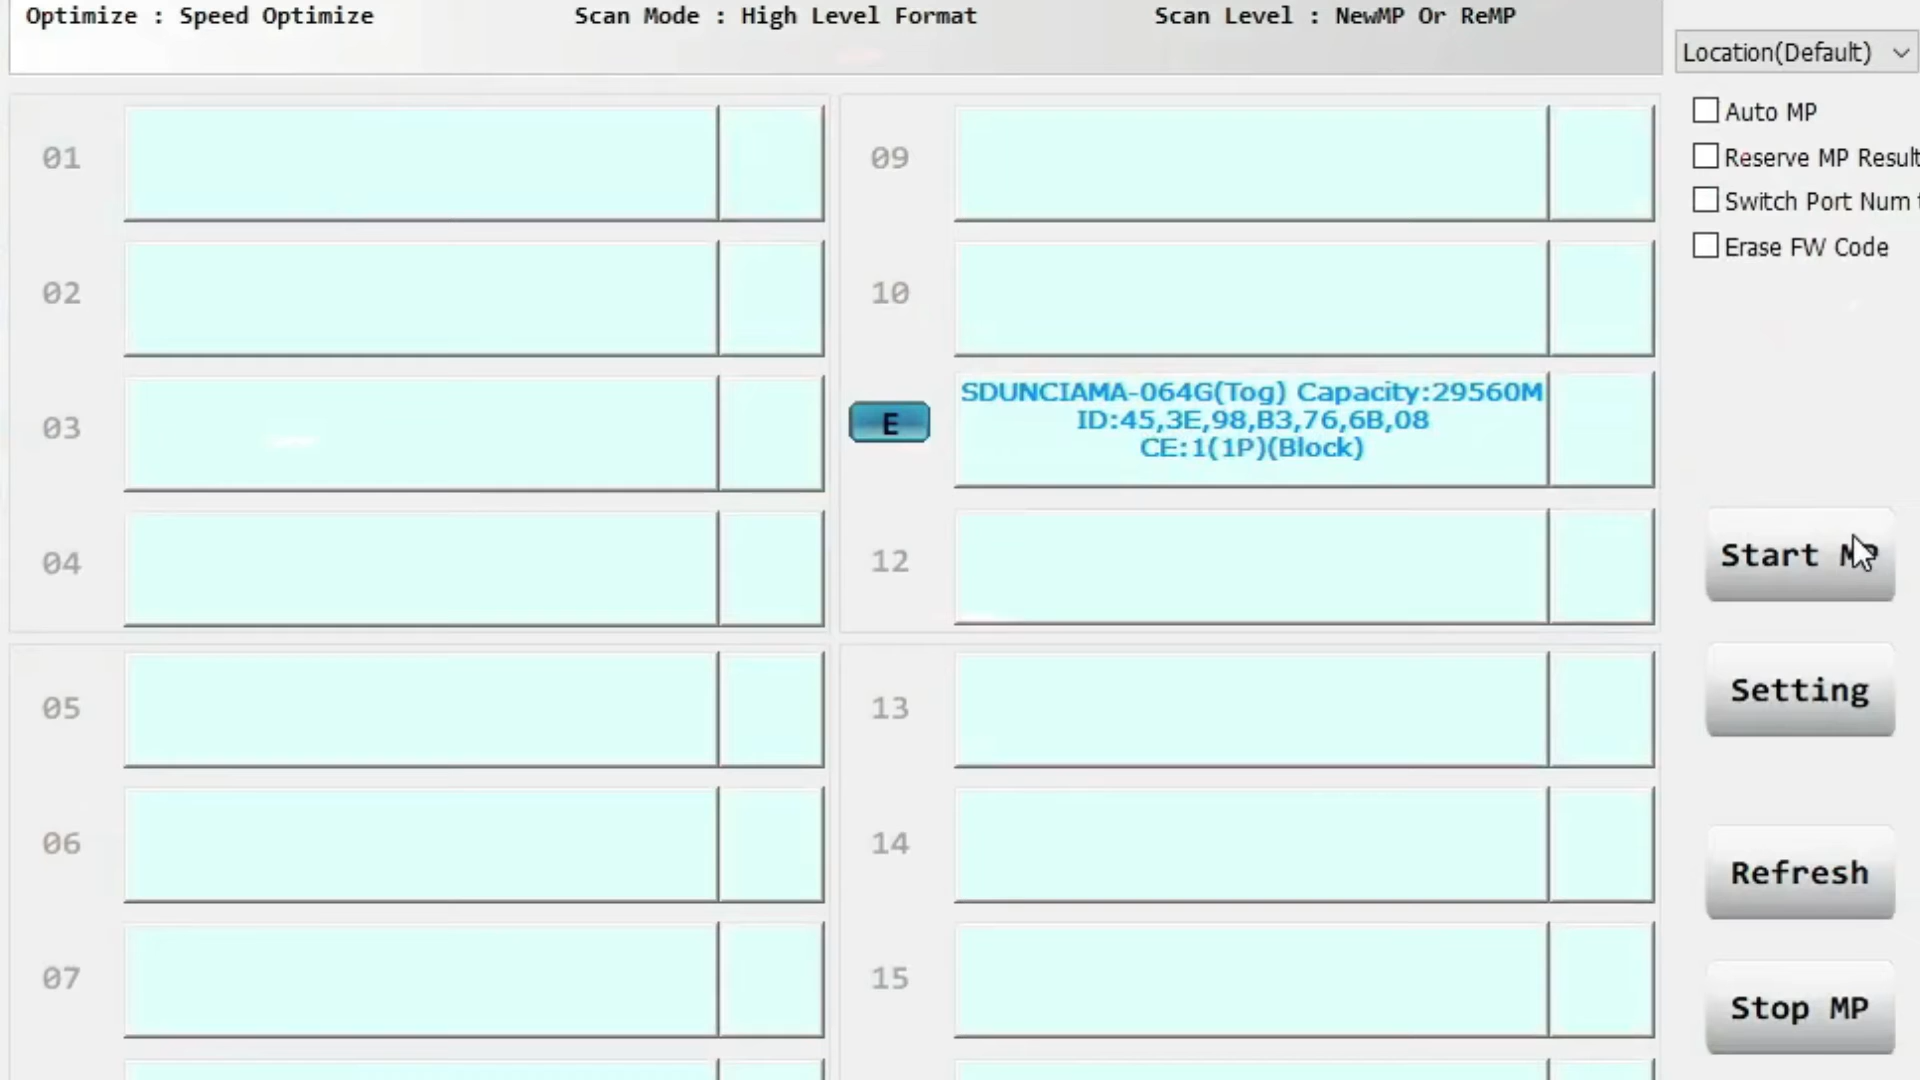 Optimize : Speed Optimize
Scan Mode : High Level Format
Scan Level : NewMP Or ReMP
Location(Default)
Auto MP
Reserve MP Result
Switch Port Num
Erase FW Code
01
02
03
04
05
06
07
09
10
E
SDUNCIAMA-064G(Tog) Capacity:29560M
ID:45,3E,98,B3,76,6B,08
CE:1(1P)(Block)
12
13
14
15
Start MP
Setting
Refresh
Stop MP